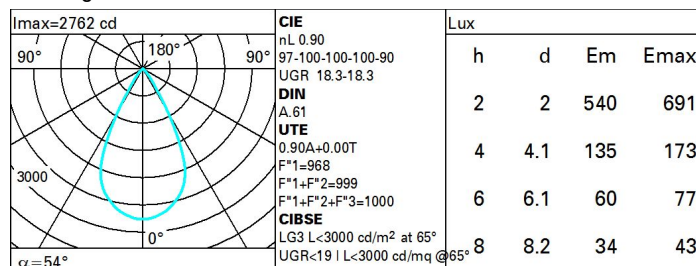 Imax=2762 cd
90°
180°
90°
3000
0°
α=54°
CIE
nL 0.90
97-100-100-100-90
UGR 18.3-18.3
DIN
A.61
UTE
0.90A+0.00T
F"1=968
F"1+F"2=999
F"1+F"2+F"3=1000
CIBSE
LG3 L<3000 cd/m² at 65°
UGR<19 | L<3000 cd/mq @65°
Lux
h d Em Emax
2 2 540 691
4 4.1 135 173
6 6.1 60 77
8 8.2 34 43